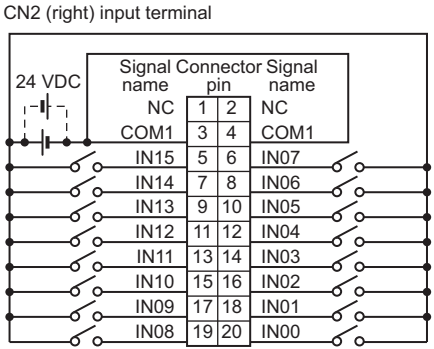 CN2 (right) input terminal
Signal Connector Signal
24 VDC name pin name
NC 1 2 NC
COM1 3 4 COM1
IN15 5 6 IN07
IN14 7 8 IN06
IN13 9 10 IN05
IN12 11 12 IN04
IN11 13 14 IN03
IN10 15 16 IN02
IN09 17 18 IN01
IN08 19 20 IN00